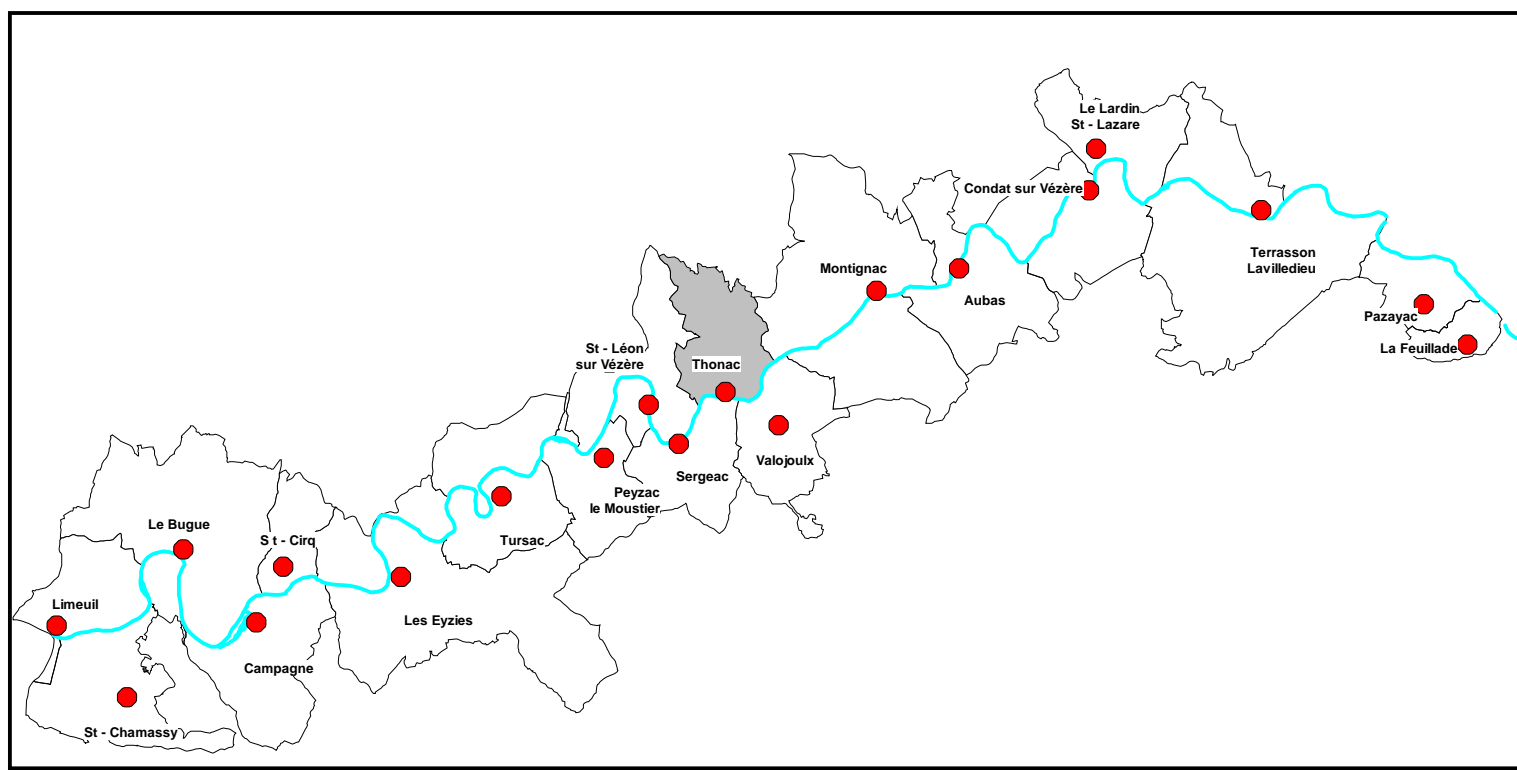 Le Lardin
St - Lazare
Condat sur Vézère
Terrasson
Lavilledieu
Montignac
Aubas
Pazayac
La Feuillade
St - Léon
sur Vézère
Thonac
Valojoulx
Sergeac
Peyzac
le Moustier
Tursac
Le Bugue
S t - Cirq
Limeuil
Les Eyzies
Campagne
St - Chamassy